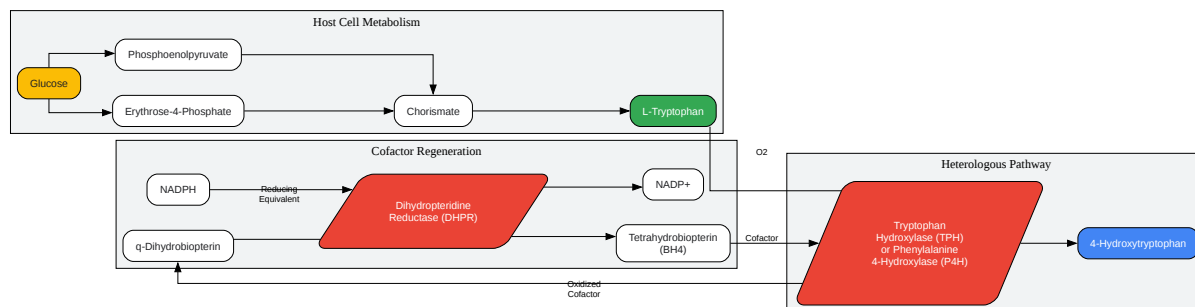 Host Cell Metabolism
Phosphoenolpyruvate
Glucose
Erythrose-4-Phosphate
Chorismate
L-Tryptophan
Cofactor Regeneration
O2
Heterologous Pathway
NADPH
Reducing
Equivalent
Dihydropteridine
Reductase (DHPR)
NADP+
q-Dihydrobiopterin
Tetrahydrobiopterin
(BH4)
Cofactor
Tryptophan
Hydroxylase (TPH)
or Phenylalanine
4-Hydroxylase (P4H)
4-Hydroxytryptophan
Oxidized
Cofactor